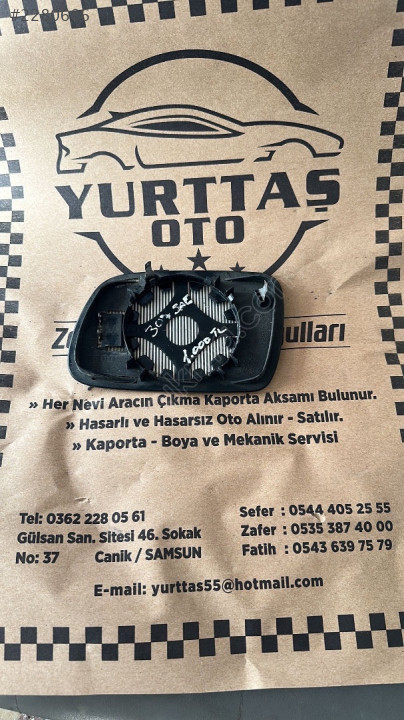 YURTTAŞ
OTO
307 SAĞ
1.000 TL
» Her Nevi Aracın Çıkma Kaporta Aksamı Bulunur.
» Hasarlı ve Hasarsız Oto Alınır - Satılır.
» Kaporta - Boya ve Mekanik Servisi
Tel: 0362 228 05 61
Gülsan San. Sitesi 46. Sokak
No: 37 Canik / SAMSUN
Sefer : 0544 405 25 55
Zafer : 0535 387 40 00
Fatih : 0543 639 75 79
E-mail: yurttas55@hotmail.com